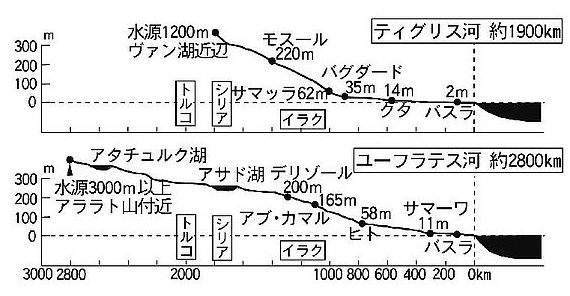 ティグリス河 約1900km
m
300
200
100
0
水源1200m
ヴァン湖近辺
モスール
220m
サマッラ62m
バグダード
35m
14m
クタ
2m
バスラ
トルコ
シリア
イラク
ユーフラテス河 約2800km
m
300
200
100
0
アタチュルク湖
水源3000m以上
アララト山付近
アサド湖
デリゾール
200m
165m
アブ・カマル
58m
ヒト
サマーワ
11m
バスラ
トルコ
シリア
イラク
3000 2800 2000 1000 800 600 400 200 0km